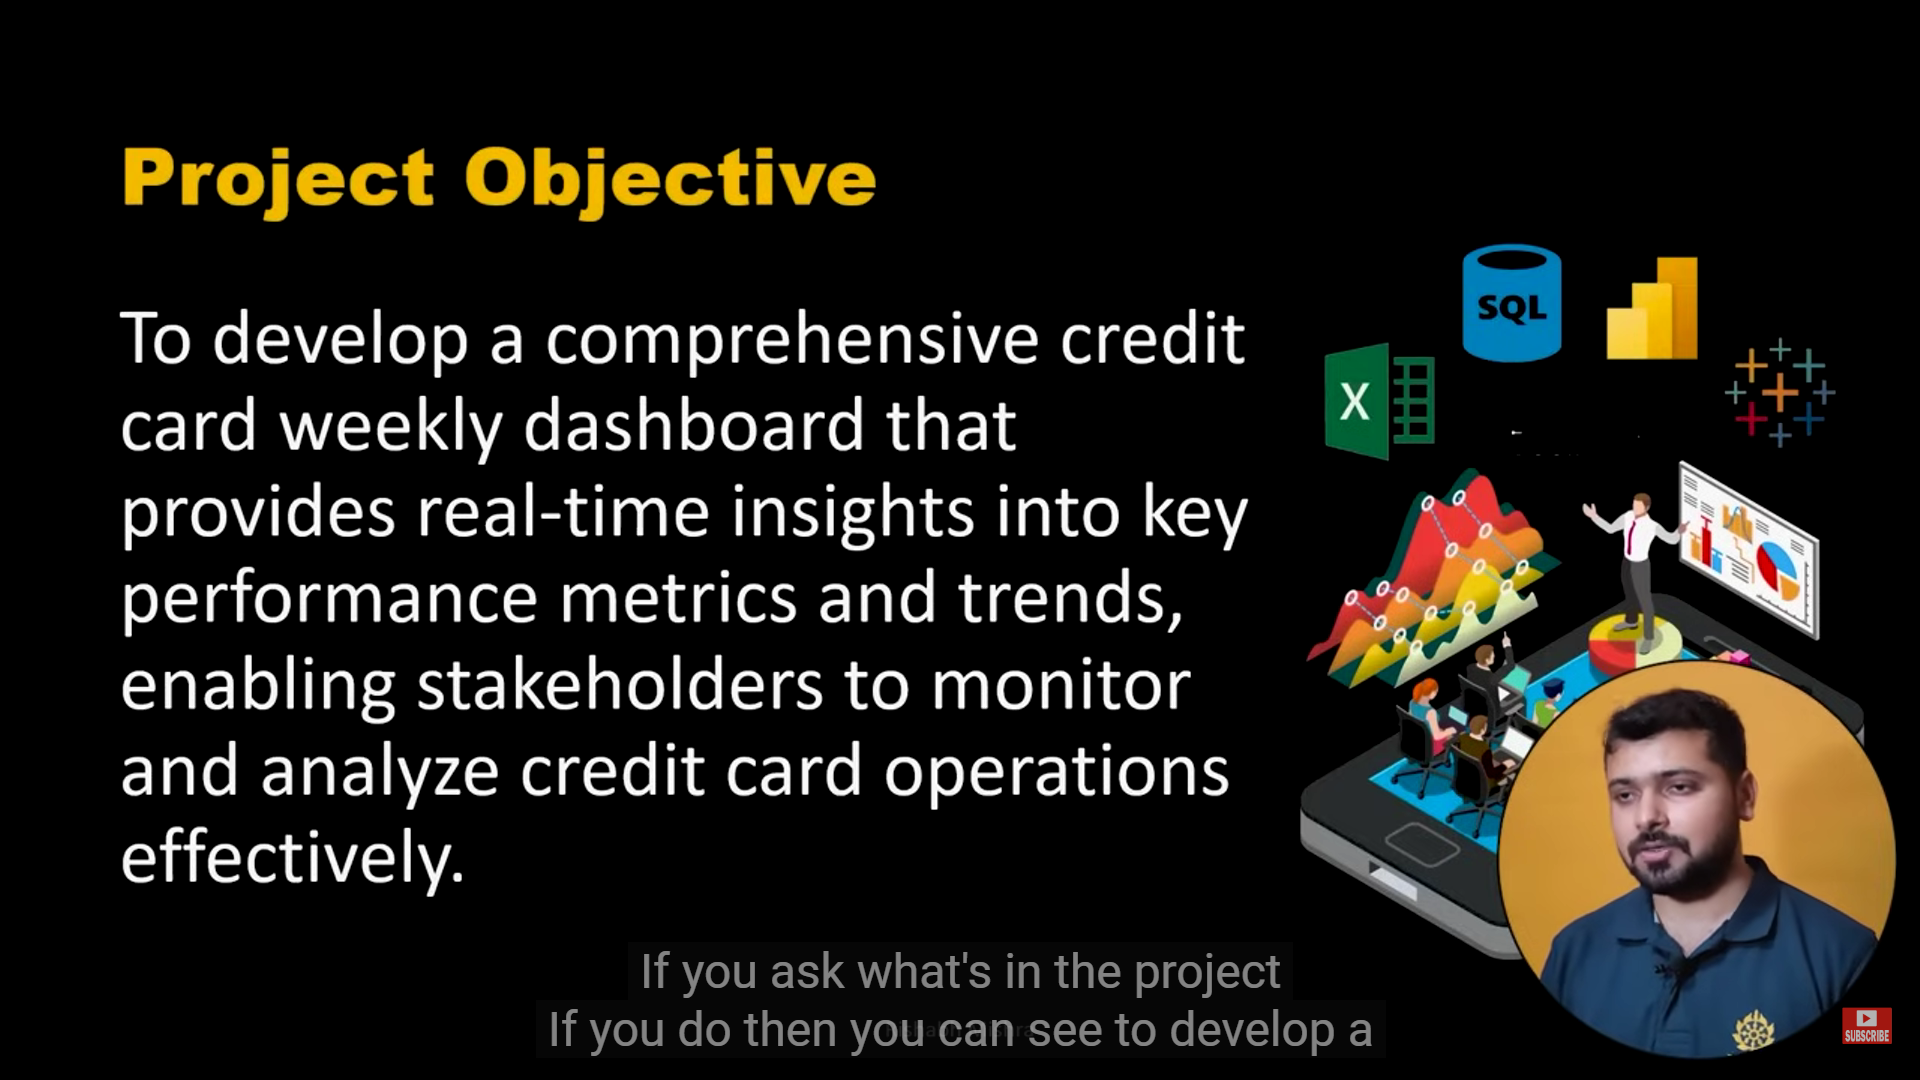 Project Objective
To develop a comprehensive credit
card weekly dashboard that
provides real-time insights into key
performance metrics and trends,
enabling stakeholders to monitor
and analyze credit card operations
effectively.
SQL
X
If you ask what's in the project
If you do then you can see to develop a
SUBSCRIBE